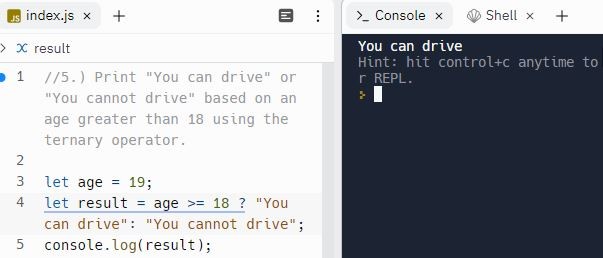 JS index.js × +
> result
1 //5.) Print "You can drive" or
"You cannot drive" based on an
age greater than 18 using the
ternary operator.
2
3 let age = 19;
4 let result = age >= 18 ? "You
can drive": "You cannot drive";
5 console.log(result);
>_ Console × Shell × +
You can drive
Hint: hit control+c anytime to
r REPL.
>